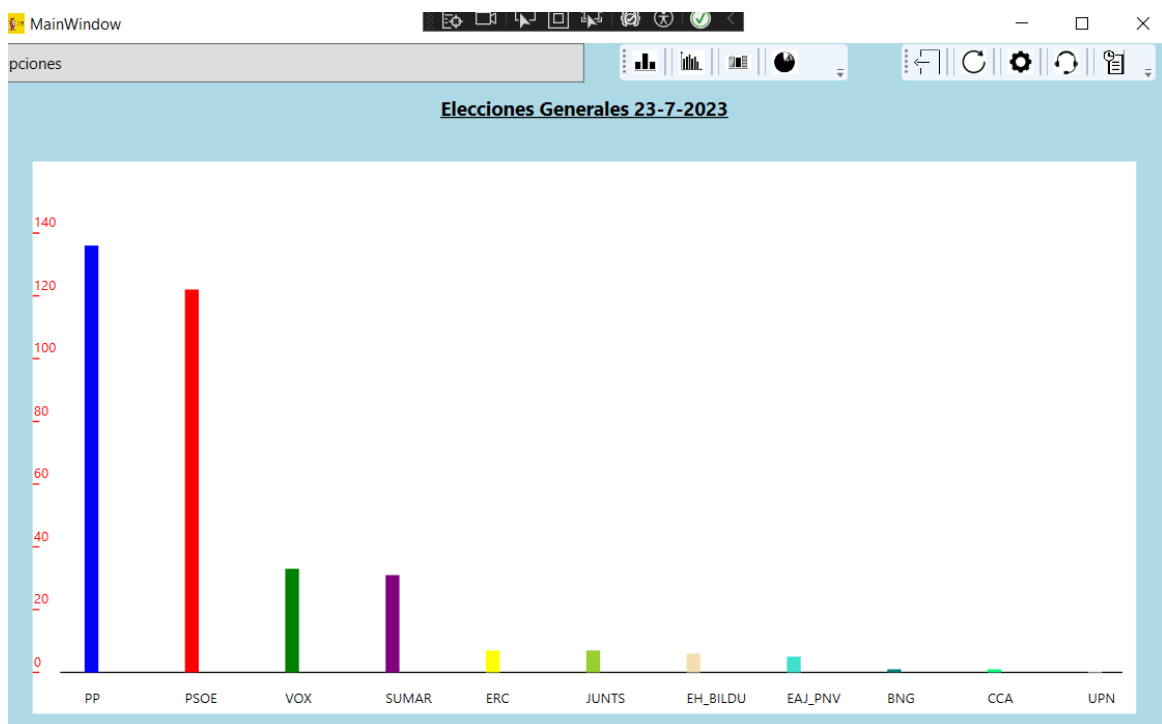 MainWindow
pciones
Elecciones Generales 23-7-2023
140
120
100
80
60
40
20
0
PP PSOE VOX SUMAR ERC JUNTS EH_BILDU EAJ_PNV BNG CCA UPN